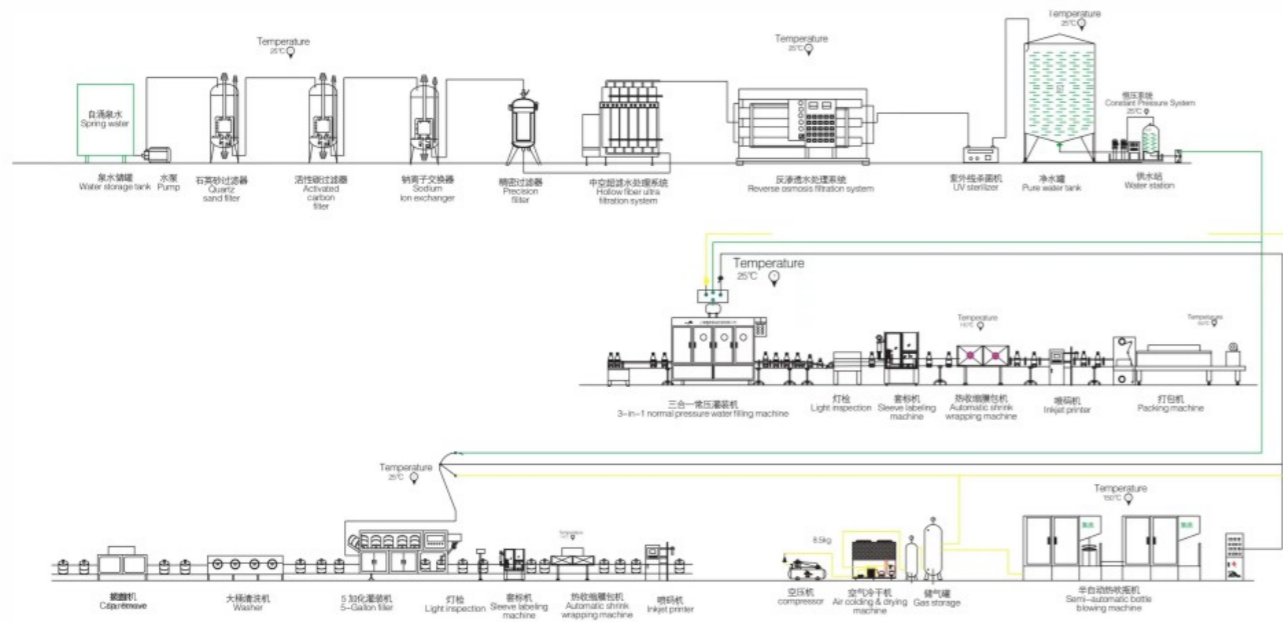 Temperature
25℃
Temperature
25℃
Temperature
25℃
自涌泉水
Spring water
恒压系统
Constant Pressure System
25℃
泉水储罐
Water storage tank
水泵
Pump
石英砂过滤器
Quartz
sand filter
活性碳过滤器
Activated
carbon
filter
钠离子交换器
Sodium
Ion exchanger
精密过滤器
Precision
filiter
中空超滤水处理系统
Hollow fiber ultra
filtration system
反渗透水处理系统
Reverse osmosis filtration system
紫外线杀菌机
UV sterilizer
净水罐
Pure water tank
供水站
Water station
Temperature
25℃
Temperature
Temperature
三合一常压灌装机
3-in-1 normal pressure water filling machine
灯检
Light inspection
套标机
Sleeve labeling
machine
热收缩膜包机
Automatic shrink
wrapping machine
喷码机
Inkjet printer
打包机
Packing machine
Temperature
25℃
Temperature
Temperature
150℃
8.5kg
Washer
大桶清洗机
5加仑灌装机
5-Gallon filler
灯检
Light inspection
套标机
Sleeve labeling
machine
热收缩膜包机
Automatic shrink
wrapping machine
喷码机
Inkjet printer
空压机
compressor
空气冷干机
Air colding & drying
machine
储气罐
Gas storage
半自动热收瓶机
Semi-automatic bottle
blowing machine